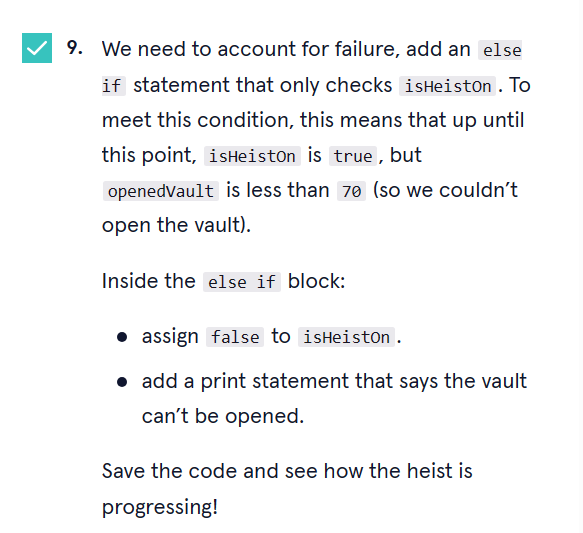 9. We need to account for failure, add an else
if statement that only checks isHeistOn. To
meet this condition, this means that up until
this point, isHeistOn is true, but
openedVault is less than 70 (so we couldn’t
open the vault).
Inside the else if block:
● assign false to isHeistOn.
● add a print statement that says the vault
can’t be opened.
Save the code and see how the heist is
progressing!